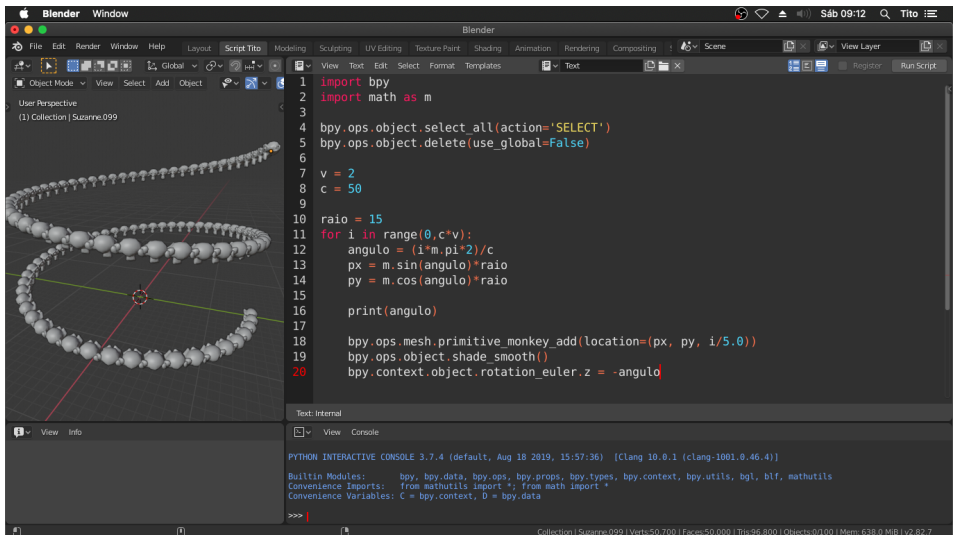 Blender Window Sáb 09:12 Tito
Blender
File Edit Render Window Help Layout Script Tito Modeling Sculpting UV Editing Texture Paint Shading Animation Rendering Compositing Scene View Layer
Global View Text Edit Select Format Templates Text Register Run Script
Object Mode View Select Add Object
User Perspective
(1) Collection | Suzanne.099
1 import bpy
2 import math as m
3
4 bpy.ops.object.select_all(action='SELECT')
5 bpy.ops.object.delete(use_global=False)
6
7 v = 2
8 c = 50
9
10 raio = 15
11 for i in range(0,c*v):
12     angulo = (i*m.pi*2)/c
13     px = m.sin(angulo)*raio
14     py = m.cos(angulo)*raio
15
16     print(angulo)
17
18     bpy.ops.mesh.primitive_monkey_add(location=(px, py, i/5.0))
19     bpy.ops.object.shade_smooth()
20     bpy.context.object.rotation_euler.z = -angulo
Text: Internal
View Info View Console
PYTHON INTERACTIVE CONSOLE 3.7.4 (default, Aug 18 2019, 15:57:36) [Clang 10.0.1 (clang-1001.0.46.4)]
Builtin Modules: bpy, bpy.data, bpy.ops, bpy.props, bpy.types, bpy.context, bpy.utils, bgl, blf, mathutils
Convenience Imports: from mathutils import *; from math import *
Convenience Variables: C = bpy.context, D = bpy.data
>>>
Collection | Suzanne.099 | Verts:50.700 | Faces:50.000 | Tris:96.800 | Objects:0/100 | Mem: 638.0 MiB | v2.82.7